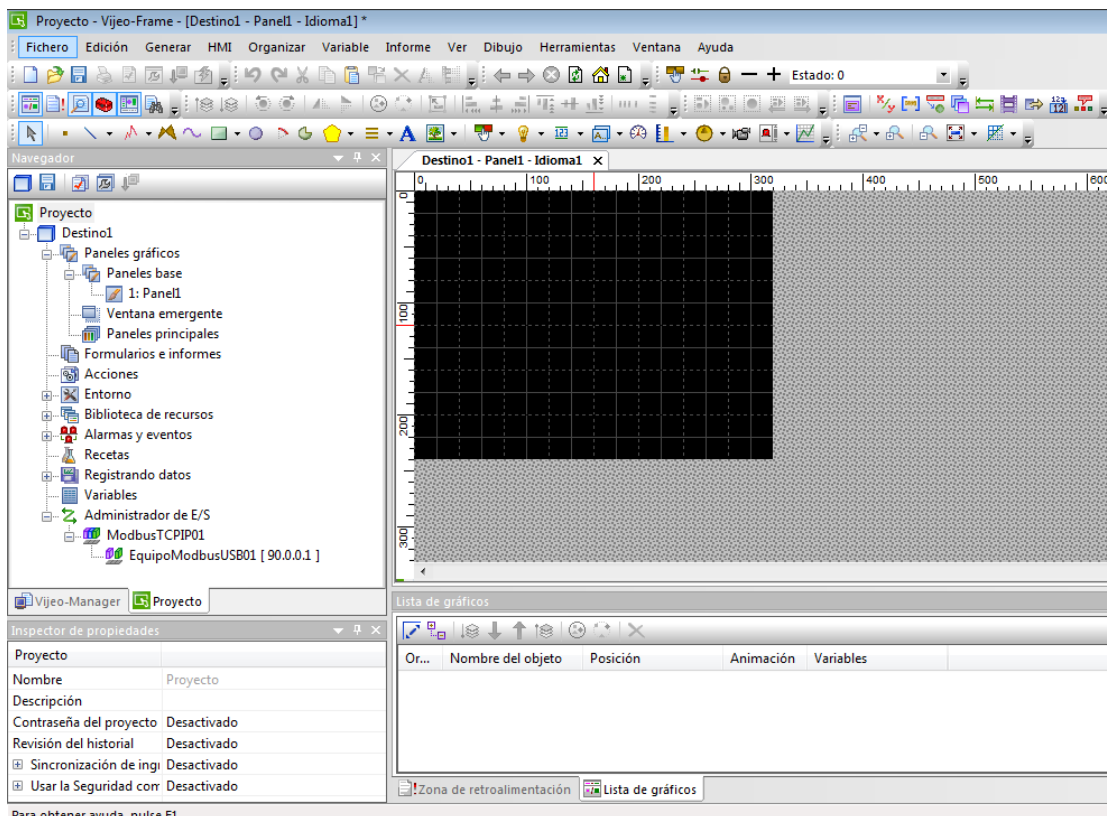 Proyecto - Vijeo-Frame - [Destino1 - Panel1 - Idioma1] *
Fichero Edición Generar HMI Organizar Variable Informe Ver Dibujo Herramientas Ventana Ayuda
Estado: 0
Navegador
Destino1 - Panel1 - Idioma1
0 100 200 300 400 500 600
0
100
200
300
Proyecto
Destino1
Paneles gráficos
Paneles base
1: Panel1
Ventana emergente
Paneles principales
Formularios e informes
Acciones
Entorno
Biblioteca de recursos
Alarmas y eventos
Recetas
Registrando datos
Variables
Administrador de E/S
ModbusTCPIP01
EquipoModbusUSB01 [ 90.0.0.1 ]
Vijeo-Manager Proyecto
Inspector de propiedades
Proyecto
Nombre Proyecto
Descripción
Contraseña del proyecto Desactivado
Revisión del historial Desactivado
Sincronización de ingr Desactivado
Usar la Seguridad com Desactivado
Lista de gráficos
Or... Nombre del objeto Posición Animación Variables
Zona de retroalimentación Lista de gráficos
Para obtener ayuda, pulse F1